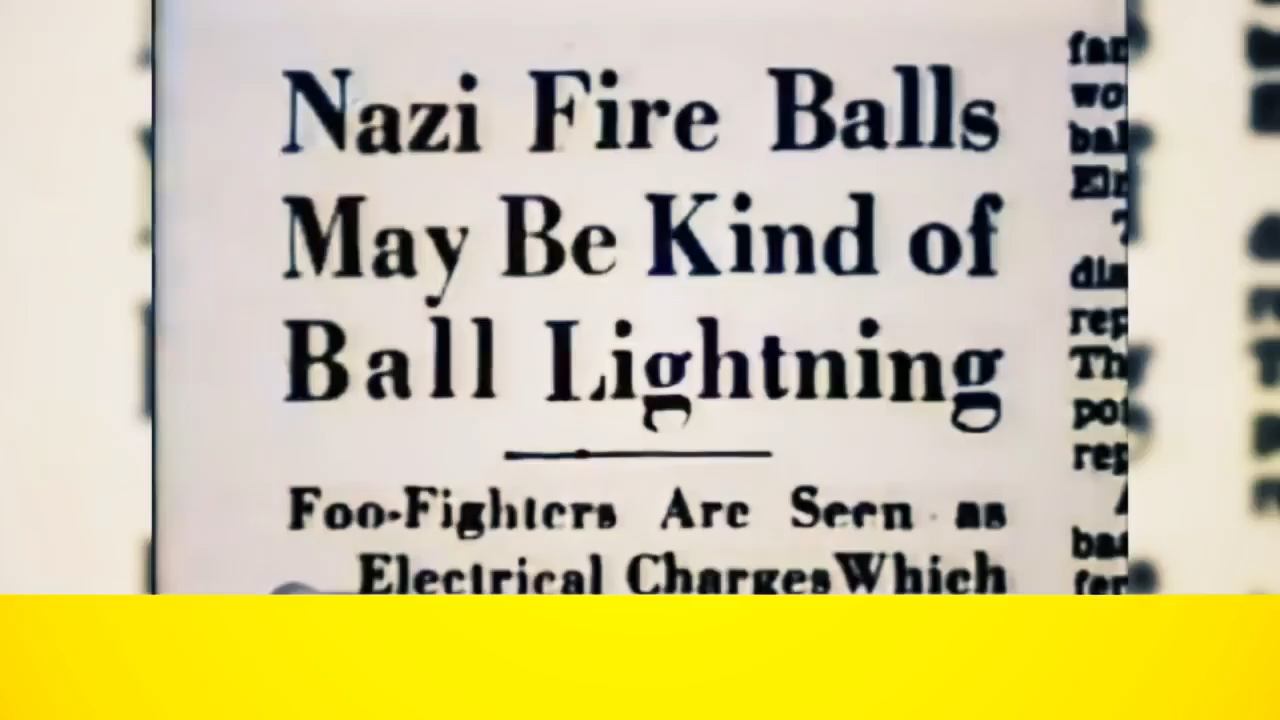 Nazi Fire Balls
May Be Kind of
Ball Lightning
Foo-Fighters Are Seen as
Electrical Charges Which